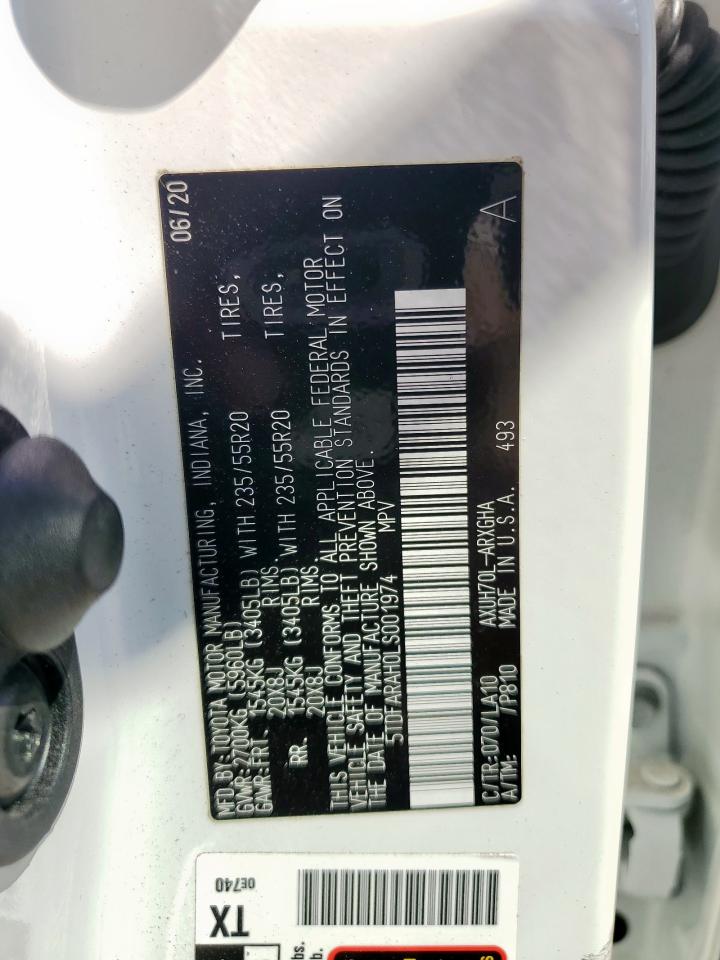 MFD.BY:TOYOTA MOTOR MANUFACTURING, INDIANA, INC. 06/20
GVWR:2700KG (5960LB)
GAWR:FRT. 1545KG (3405LB) WITH 235/55R20 TIRES,
20X8J RIMS
RR. 1545KG (3405LB) WITH 235/55R20 TIRES,
20X8J RIMS.
THIS VEHICLE CONFORMS TO ALL APPLICABLE FEDERAL MOTOR
VEHICLE SAFETY AND THEFT PREVENTION STANDARDS IN EFFECT ON
THE DATE OF MANUFACTURE SHOWN ABOVE.
5TDFARAH0LS001974 MPV
C/TR:070/LA10 AXUH70L-ARXGHA
A/TM: /P810 MADE IN U.S.A. 493 A
0E740
TX
bs.
b.